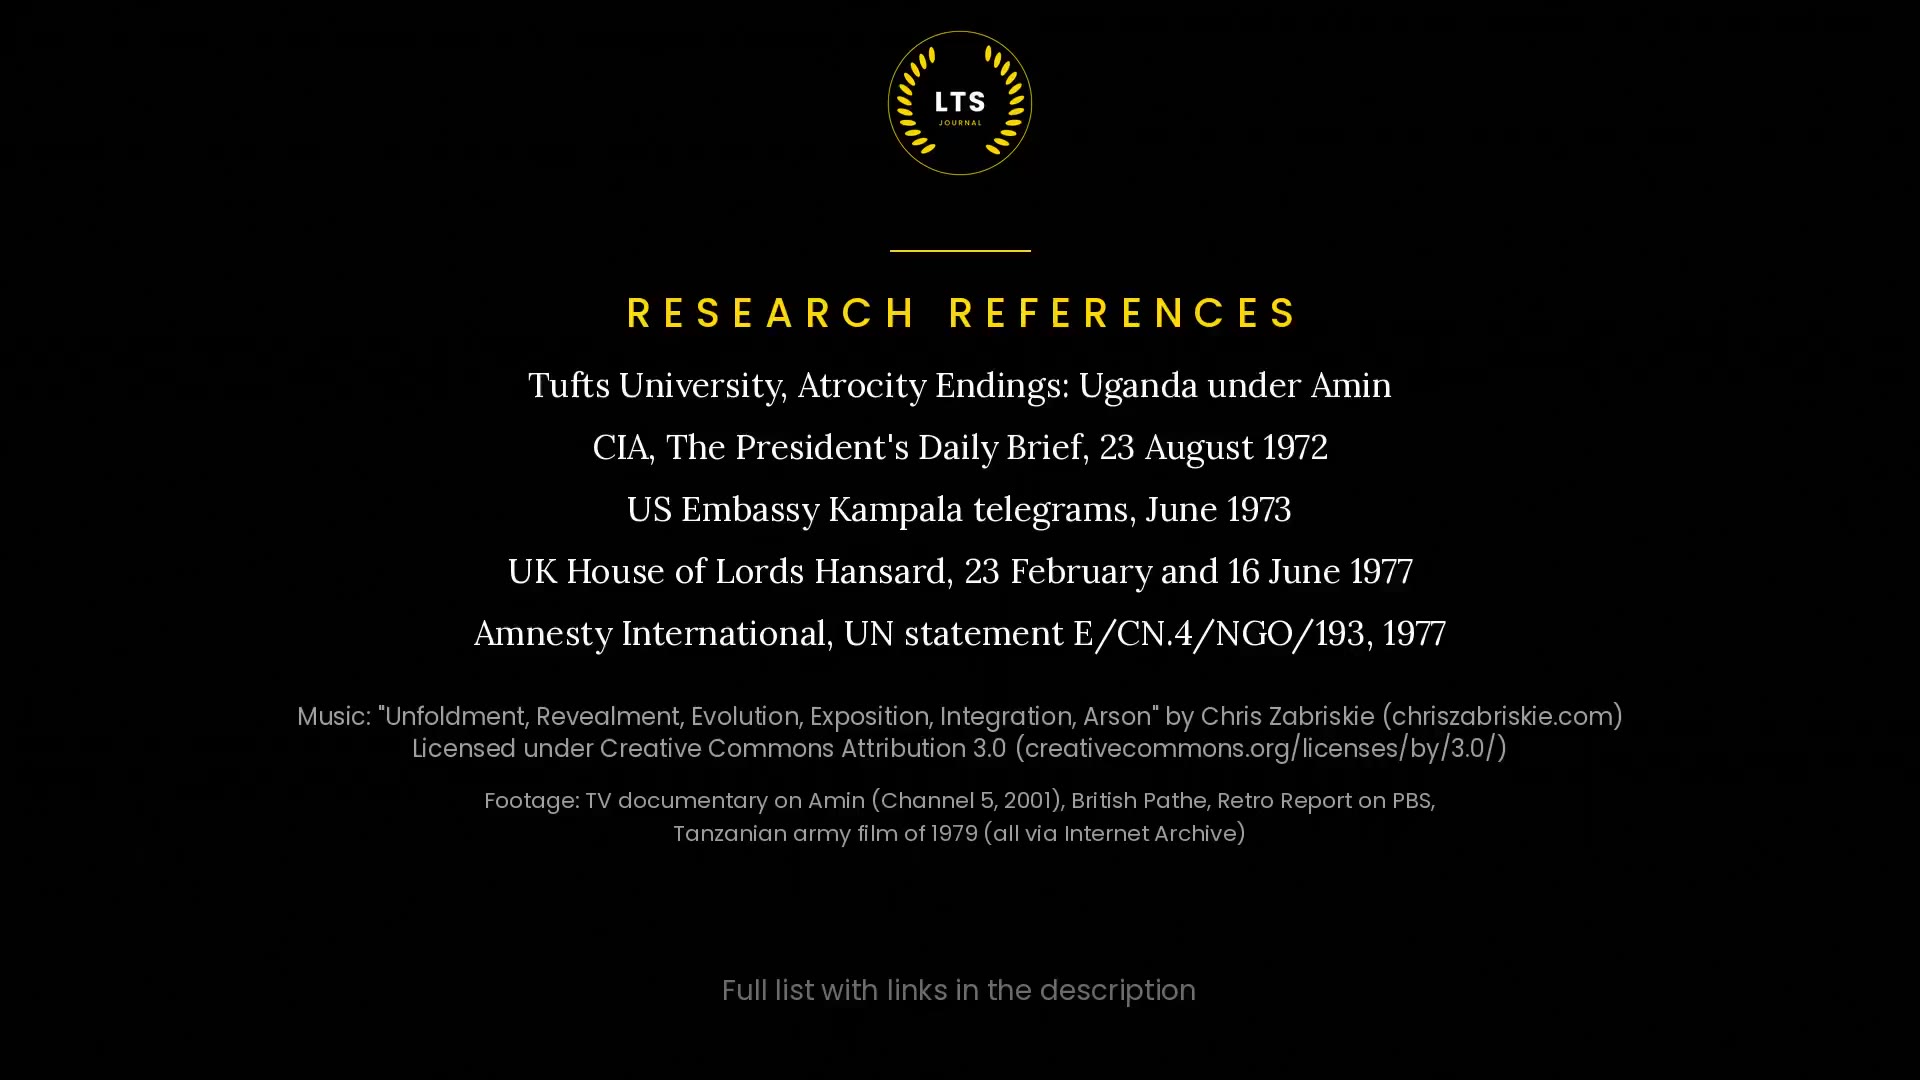 LTS
JOURNAL
RESEARCH REFERENCES
Tufts University, Atrocity Endings: Uganda under Amin
CIA, The President's Daily Brief, 23 August 1972
US Embassy Kampala telegrams, June 1973
UK House of Lords Hansard, 23 February and 16 June 1977
Amnesty International, UN statement E/CN.4/NGO/193, 1977
Music: "Unfoldment, Revealment, Evolution, Exposition, Integration, Arson" by Chris Zabriskie (chriszabriskie.com)
Licensed under Creative Commons Attribution 3.0 (creativecommons.org/licenses/by/3.0/)
Footage: TV documentary on Amin (Channel 5, 2001), British Pathe, Retro Report on PBS,
Tanzanian army film of 1979 (all via Internet Archive)
Full list with links in the description